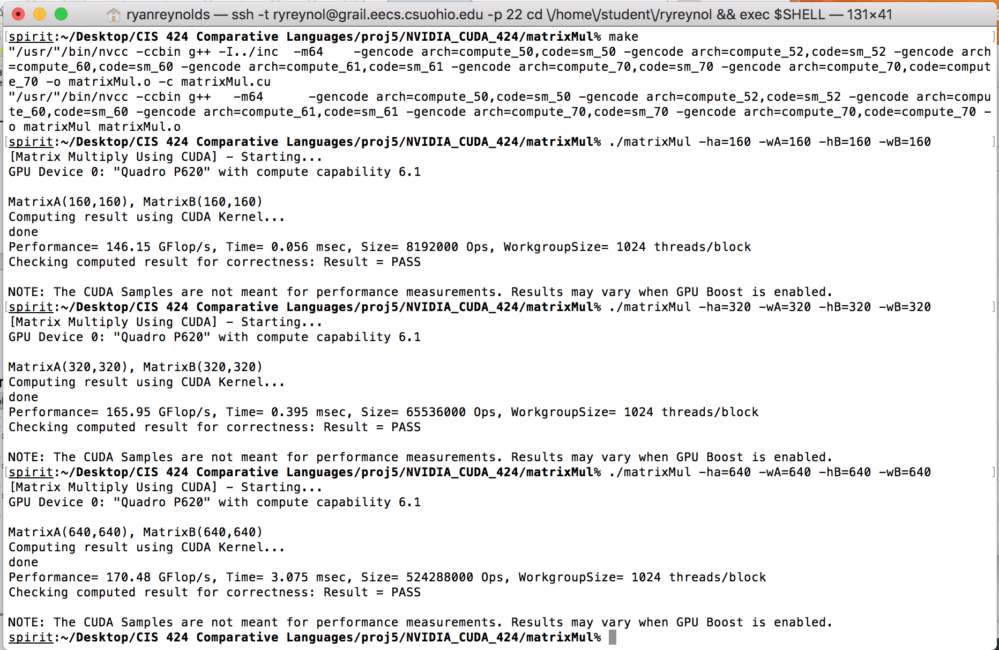 ryanreynolds — ssh -t ryreynol@grail.eecs.csuohio.edu -p 22 cd \/home\/student\/ryreynol && exec $SHELL — 131×41
[spirit:~/Desktop/CIS 424 Comparative Languages/proj5/NVIDIA_CUDA_424/matrixMul% make ]
"/usr/"/bin/nvcc -ccbin g++ -I../inc  -m64    -gencode arch=compute_50,code=sm_50 -gencode arch=compute_52,code=sm_52 -gencode arch
=compute_60,code=sm_60 -gencode arch=compute_61,code=sm_61 -gencode arch=compute_70,code=sm_70 -gencode arch=compute_70,code=comput
e_70 -o matrixMul.o -c matrixMul.cu
"/usr/"/bin/nvcc -ccbin g++   -m64      -gencode arch=compute_50,code=sm_50 -gencode arch=compute_52,code=sm_52 -gencode arch=compu
te_60,code=sm_60 -gencode arch=compute_61,code=sm_61 -gencode arch=compute_70,code=sm_70 -gencode arch=compute_70,code=compute_70 -
o matrixMul matrixMul.o
[spirit:~/Desktop/CIS 424 Comparative Languages/proj5/NVIDIA_CUDA_424/matrixMul% ./matrixMul -ha=160 -wA=160 -hB=160 -wB=160 ]
[Matrix Multiply Using CUDA] - Starting...
GPU Device 0: "Quadro P620" with compute capability 6.1
MatrixA(160,160), MatrixB(160,160)
Computing result using CUDA Kernel...
done
Performance= 146.15 GFlop/s, Time= 0.056 msec, Size= 8192000 Ops, WorkgroupSize= 1024 threads/block
Checking computed result for correctness: Result = PASS
NOTE: The CUDA Samples are not meant for performance measurements. Results may vary when GPU Boost is enabled.
[spirit:~/Desktop/CIS 424 Comparative Languages/proj5/NVIDIA_CUDA_424/matrixMul% ./matrixMul -ha=320 -wA=320 -hB=320 -wB=320 ]
[Matrix Multiply Using CUDA] - Starting...
GPU Device 0: "Quadro P620" with compute capability 6.1
MatrixA(320,320), MatrixB(320,320)
Computing result using CUDA Kernel...
done
Performance= 165.95 GFlop/s, Time= 0.395 msec, Size= 65536000 Ops, WorkgroupSize= 1024 threads/block
Checking computed result for correctness: Result = PASS
NOTE: The CUDA Samples are not meant for performance measurements. Results may vary when GPU Boost is enabled.
[spirit:~/Desktop/CIS 424 Comparative Languages/proj5/NVIDIA_CUDA_424/matrixMul% ./matrixMul -ha=640 -wA=640 -hB=640 -wB=640 ]
[Matrix Multiply Using CUDA] - Starting...
GPU Device 0: "Quadro P620" with compute capability 6.1
MatrixA(640,640), MatrixB(640,640)
Computing result using CUDA Kernel...
done
Performance= 170.48 GFlop/s, Time= 3.075 msec, Size= 524288000 Ops, WorkgroupSize= 1024 threads/block
Checking computed result for correctness: Result = PASS
NOTE: The CUDA Samples are not meant for performance measurements. Results may vary when GPU Boost is enabled.
spirit:~/Desktop/CIS 424 Comparative Languages/proj5/NVIDIA_CUDA_424/matrixMul%